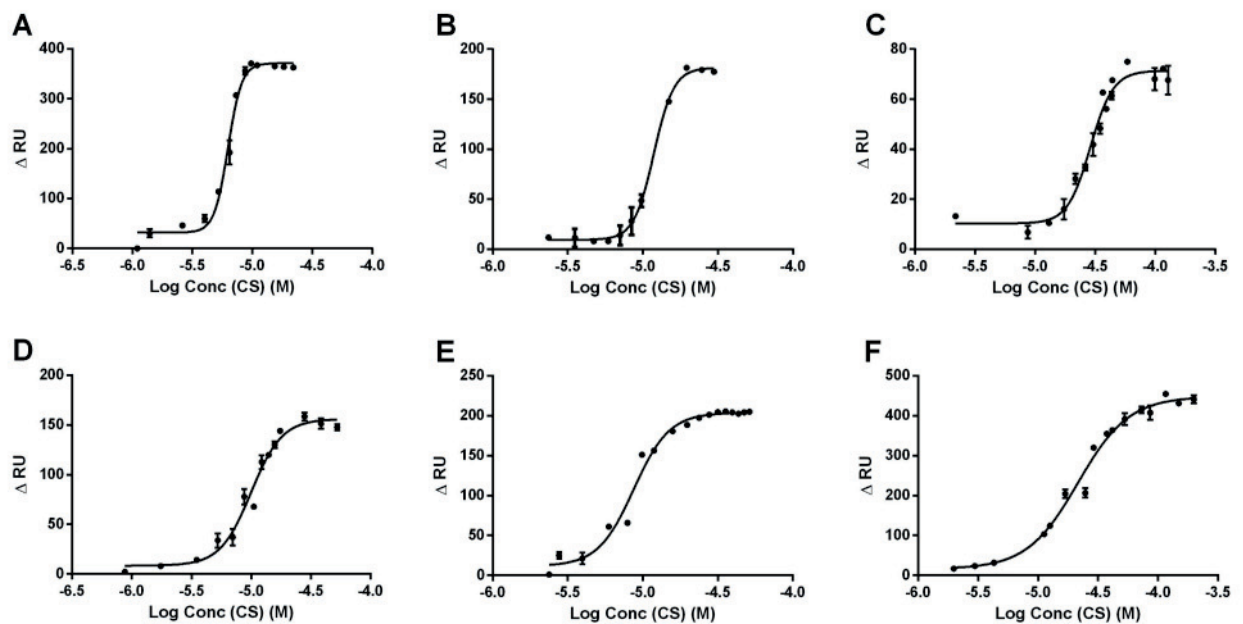 A
400
300
200
100
0
Δ RU
-6.5 -6.0 -5.5 -5.0 -4.5 -4.0
Log Conc (CS) (M)
B
200
150
100
50
0
Δ RU
-6.0 -5.5 -5.0 -4.5 -4.0
Log Conc (CS) (M)
C
80
60
40
20
0
Δ RU
-6.0 -5.5 -5.0 -4.5 -4.0 -3.5
Log Conc (CS) (M)
D
200
150
100
50
0
Δ RU
-6.5 -6.0 -5.5 -5.0 -4.5 -4.0
Log Conc (CS) (M)
E
250
200
150
100
50
0
Δ RU
-6.0 -5.5 -5.0 -4.5 -4.0
Log Conc (CS) (M)
F
500
400
300
200
100
0
Δ RU
-6.0 -5.5 -5.0 -4.5 -4.0 -3.5
Log Conc (CS) (M)